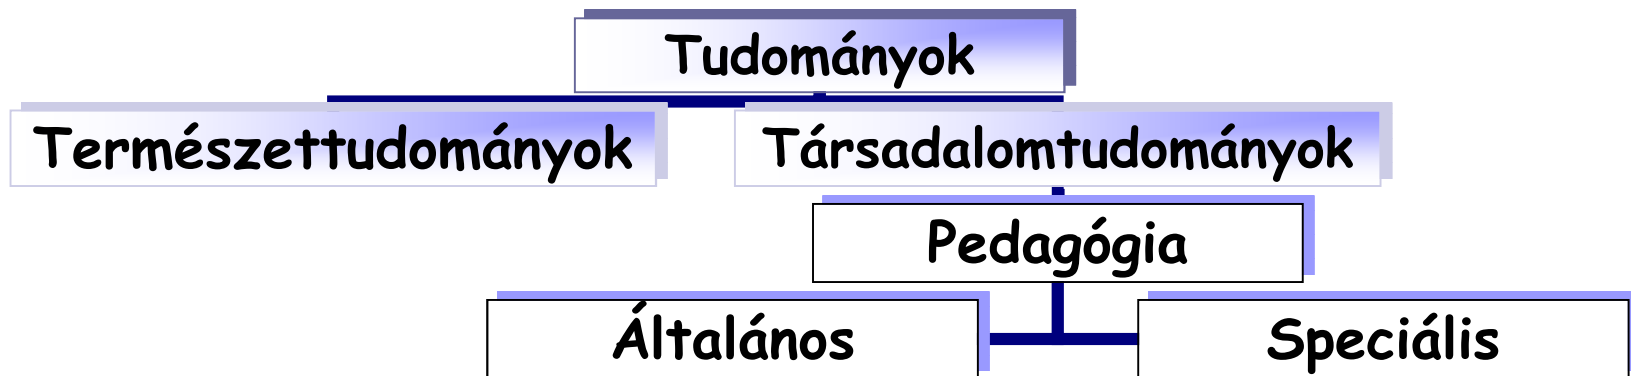 Tudományok
Természettudományok
Társadalomtudományok
Pedagógia
Általános
Speciális